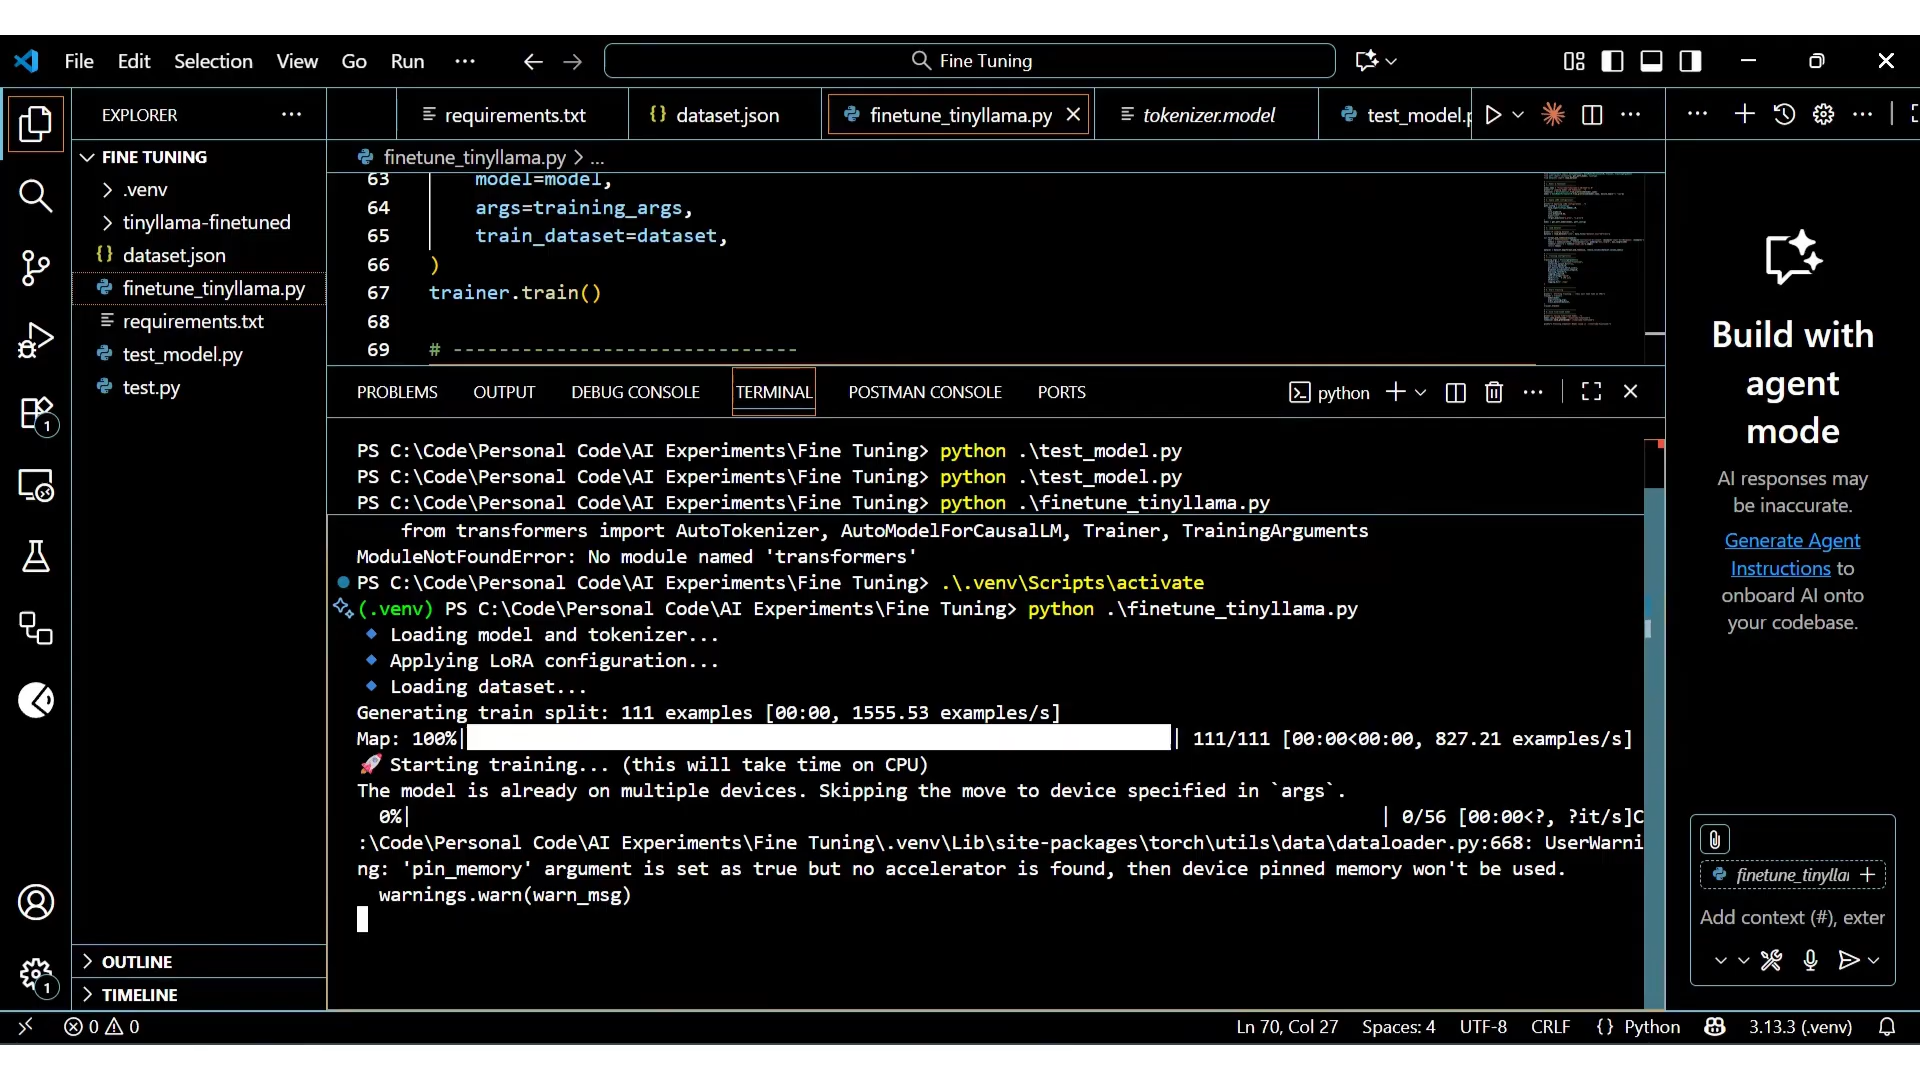 File Edit Selection View Go Run ··· Fine Tuning
EXPLORER ···
requirements.txt
{} dataset.json
finetune_tinyllama.py
tokenizer.model
test_model.p
FINE TUNING
.venv
tinyllama-finetuned
{} dataset.json
finetune_tinyllama.py
requirements.txt
test_model.py
test.py
1
OUTLINE
1
TIMELINE
finetune_tinyllama.py > ...
63 model=model,
64 args=training_args,
65 train_dataset=dataset,
66 )
67 trainer.train()
68
69 # -------------------------------
PROBLEMS OUTPUT DEBUG CONSOLE TERMINAL POSTMAN CONSOLE PORTS python
PS C:\Code\Personal Code\AI Experiments\Fine Tuning> python .\test_model.py
PS C:\Code\Personal Code\AI Experiments\Fine Tuning> python .\test_model.py
PS C:\Code\Personal Code\AI Experiments\Fine Tuning> python .\finetune_tinyllama.py
from transformers import AutoTokenizer, AutoModelForCausalLM, Trainer, TrainingArguments
ModuleNotFoundError: No module named 'transformers'
PS C:\Code\Personal Code\AI Experiments\Fine Tuning> .\.venv\Scripts\activate
(.venv) PS C:\Code\Personal Code\AI Experiments\Fine Tuning> python .\finetune_tinyllama.py
🔹 Loading model and tokenizer...
🔹 Applying LoRA configuration...
🔹 Loading dataset...
Generating train split: 111 examples [00:00, 1555.53 examples/s]
Map: 100%| | 111/111 [00:00<00:00, 827.21 examples/s]
🚀 Starting training... (this will take time on CPU)
The model is already on multiple devices. Skipping the move to device specified in `args`.
0%| | 0/56 [00:00<?, ?it/s]C
:\Code\Personal Code\AI Experiments\Fine Tuning\.venv\Lib\site-packages\torch\utils\data\dataloader.py:668: UserWarni
ng: 'pin_memory' argument is set as true but no accelerator is found, then device pinned memory won't be used.
warnings.warn(warn_msg)
Build with
agent
mode
AI responses may
be inaccurate.
Generate Agent
Instructions to
onboard AI onto
your codebase.
finetune_tinyllar
Add context (#), exter
0 0
Ln 70, Col 27 Spaces: 4 UTF-8 CRLF {} Python 3.13.3 (.venv)